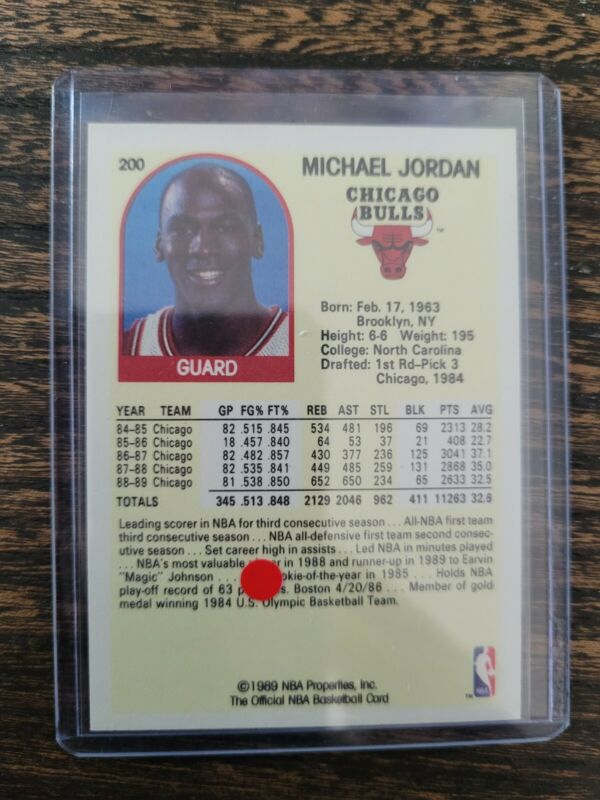 200
MICHAEL JORDAN
CHICAGO
BULLS
TM
GUARD
Born: Feb. 17, 1963
Brooklyn, NY
Height: 6-6 Weight: 195
College: North Carolina
Drafted: 1st Rd–Pick 3
Chicago, 1984
YEAR TEAM GP FG% FT% REB AST STL BLK PTS AVG
84-85 Chicago 82 .515 .845 534 481 196 69 2313 28.2
85-86 Chicago 18 .457 .840 64 53 37 21 408 22.7
86-87 Chicago 82 .482 .857 430 377 236 125 3041 37.1
87-88 Chicago 82 .535 .841 449 485 259 131 2868 35.0
88-89 Chicago 81 .538 .850 652 650 234 65 2633 32.5
TOTALS 345 .513 .848 2129 2046 962 411 11263 32.6
Leading scorer in NBA for third consecutive season . . . All-NBA first team
third consecutive season . . . NBA all-defensive first team second consec-
utive season . . . Set career high in assists . . . Led NBA in minutes played
. . . NBA's most valuable in 1988 and runner-up in 1989 to Earvin
"Magic" Johnson . . . in 1985 . . . Holds NBA
play-off record of 63 Boston 4/20/86 . . . Member of gold
medal winning 1984 U.S. Olympic Basketball Team.
©1989 NBA Properties, Inc.
The Official NBA Basketball Card
TM
NBA